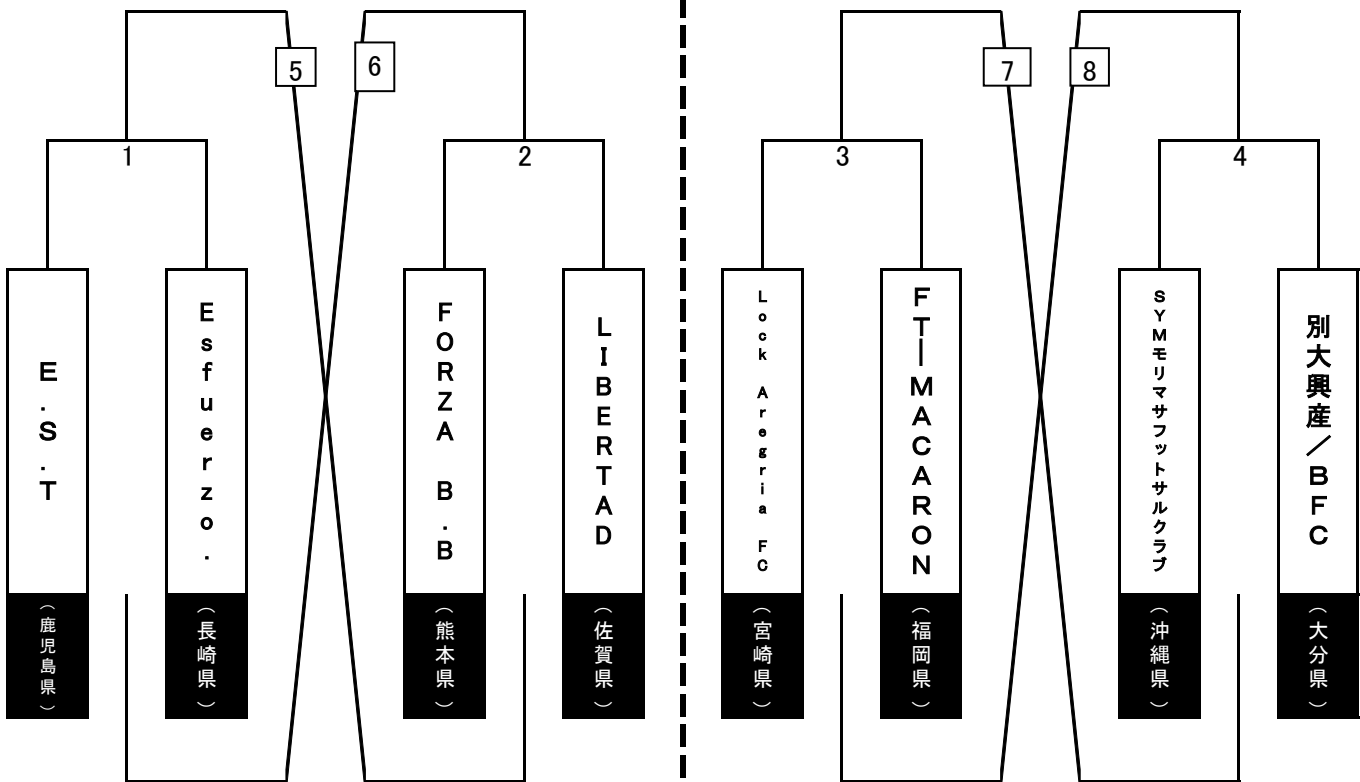 5
6
7
8
1
2
3
4
E.S.T
(鹿児島県)
Esfuerzo.
(長崎県)
FORZA B.B
(熊本県)
LIBERTAD
(佐賀県)
Lock Aregria FC
(宮崎県)
FT－MACARON
(福岡県)
SYMモリマサフットサルクラブ
(沖縄県)
別大興産／BFC
(大分県)